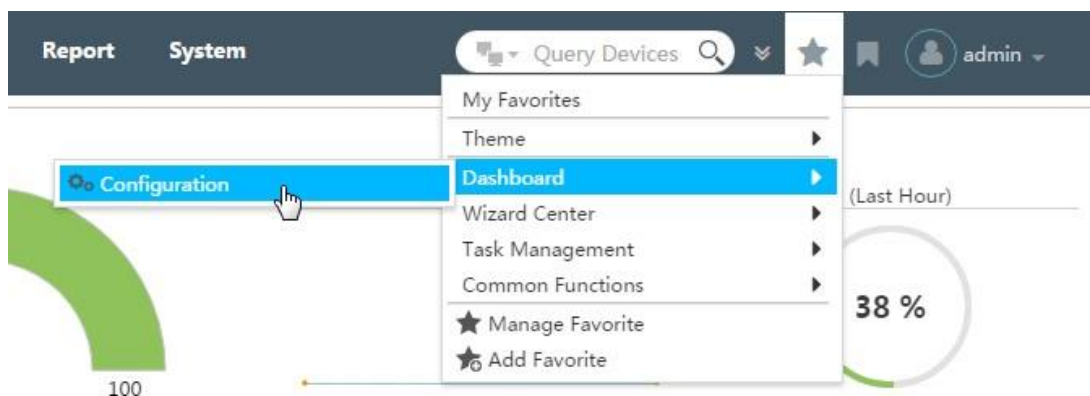 Report System Query Devices admin
My Favorites
Theme
Configuration Dashboard
(Last Hour)
Wizard Center
Task Management
Common Functions
38 %
Manage Favorite
Add Favorite
100